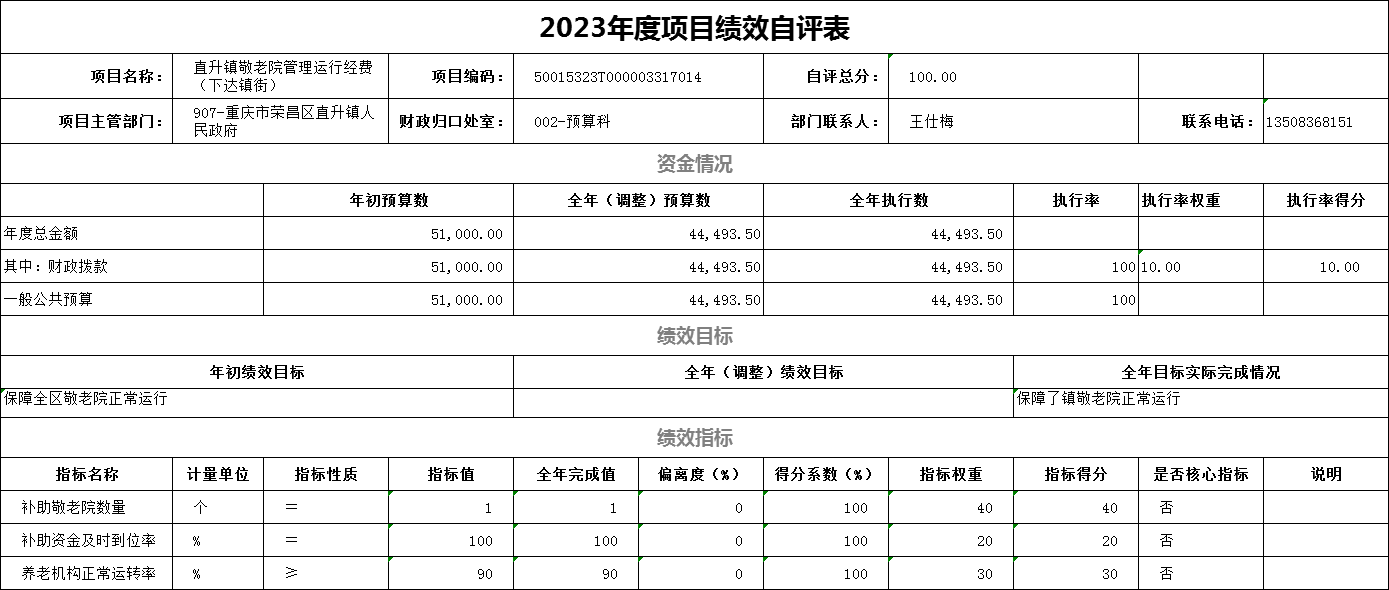 2023年度项目绩效自评表
项目名称： 直升镇敬老院管理运行经费（下达镇街） 项目编码： 50015323T000003317014 自评总分： 100.00
项目主管部门： 907-重庆市荣昌区直升镇人民政府 财政归口处室： 002-预算科 部门联系人： 王仕梅 联系电话： 13508368151
资金情况
年初预算数 全年（调整）预算数 全年执行数 执行率 执行率权重 执行率得分
年度总金额 51,000.00 44,493.50 44,493.50
其中：财政拨款 51,000.00 44,493.50 44,493.50 100 10.00 10.00
一般公共预算 51,000.00 44,493.50 44,493.50 100
绩效目标
年初绩效目标 全年（调整）绩效目标 全年目标实际完成情况
保障全区敬老院正常运行 保障了镇敬老院正常运行
绩效指标
指标名称 计量单位 指标性质 指标值 全年完成值 偏离度（%） 得分系数（%） 指标权重 指标得分 是否核心指标 说明
补助敬老院数量 个 ＝ 1 1 0 100 40 40 否
补助资金及时到位率 % ＝ 100 100 0 100 20 20 否
养老机构正常运转率 % ≥ 90 90 0 100 30 30 否